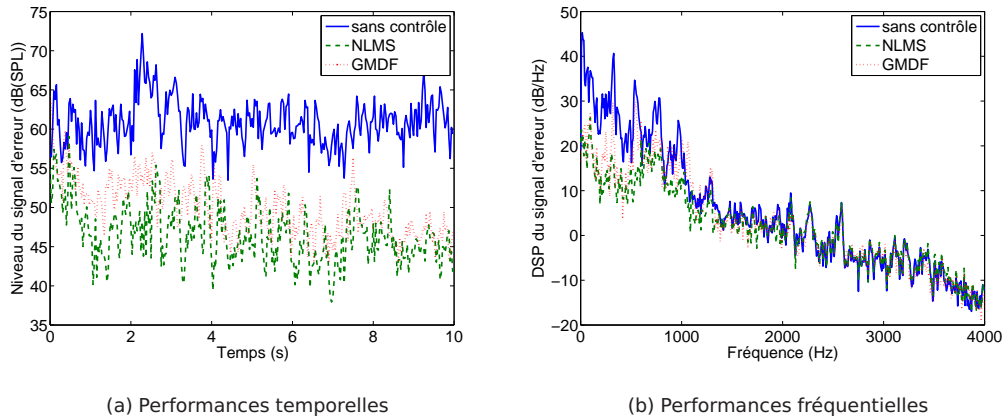 75
70
65
60
55
50
45
40
35
0
2
4
6
8
10
Niveau du signal d'erreur (dB(SPL))
Temps (s)
sans contrôle
NLMS
GMDF
(a) Performances temporelles
50
40
30
20
10
0
−10
−20
0
1000
2000
3000
4000
DSP du signal d'erreur (dB/Hz)
Fréquence (Hz)
sans contrôle
NLMS
GMDF
(b) Performances fréquentielles